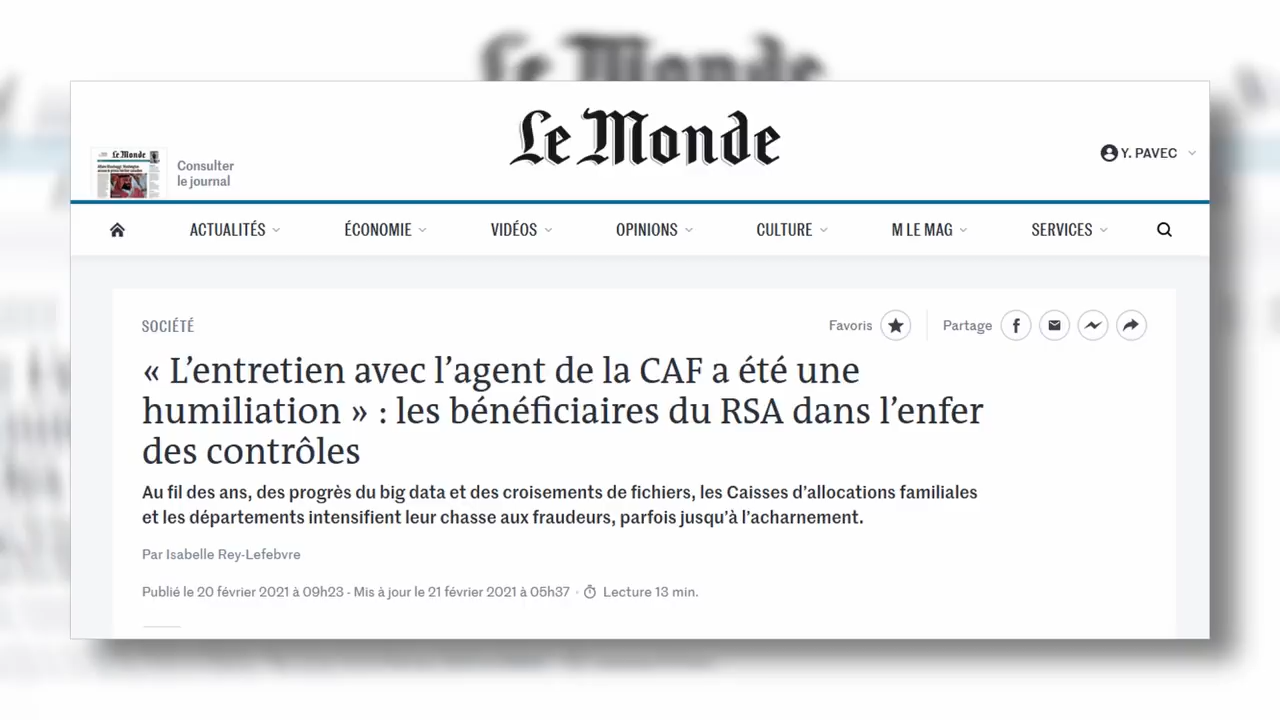 Le Monde
Le Monde
Consulter
le journal
Le Monde
Y. PAVEC
ACTUALITÉS
ÉCONOMIE
VIDÉOS
OPINIONS
CULTURE
M LE MAG
SERVICES
SOCIÉTÉ
Favoris
Partage
« L’entretien avec l’agent de la CAF a été une
humiliation » : les bénéficiaires du RSA dans l’enfer
des contrôles
Au fil des ans, des progrès du big data et des croisements de fichiers, les Caisses d’allocations familiales
et les départements intensifient leur chasse aux fraudeurs, parfois jusqu’à l’acharnement.
Par Isabelle Rey-Lefebvre
Publié le 20 février 2021 à 09h23 - Mis à jour le 21 février 2021 à 05h37 · Lecture 13 min.